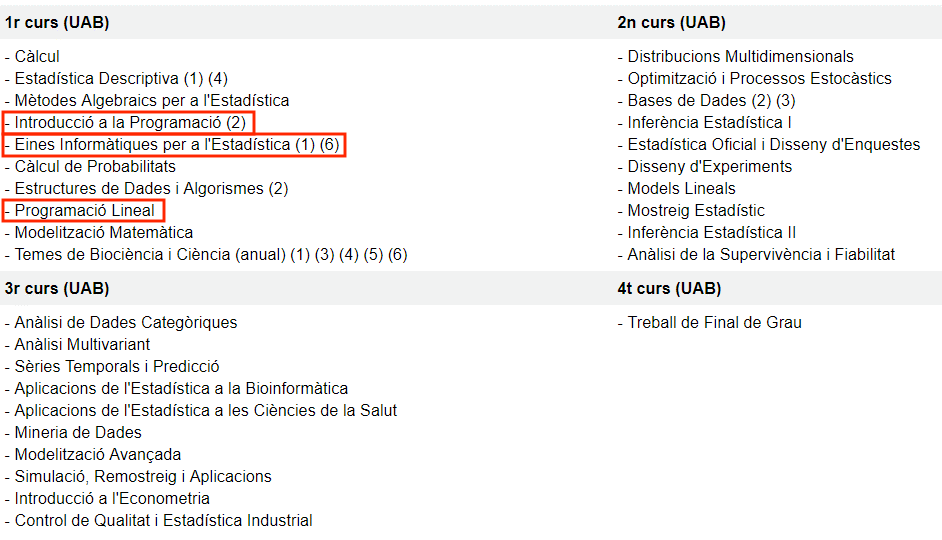 1r curs (UAB)
- Càlcul
- Estadística Descriptiva (1) (4)
- Mètodes Algebraics per a l'Estadística
- Introducció a la Programació (2)
- Eines Informàtiques per a l'Estadística (1) (6)
- Càlcul de Probabilitats
- Estructures de Dades i Algorismes (2)
- Programació Lineal
- Modelització Matemàtica
- Temes de Biociència i Ciència (anual) (1) (3) (4) (5) (6)
2n curs (UAB)
- Distribucions Multidimensionals
- Optimització i Processos Estocàstics
- Bases de Dades (2) (3)
- Inferència Estadística I
- Estadística Oficial i Disseny d'Enquestes
- Disseny d'Experiments
- Models Lineals
- Mostreig Estadístic
- Inferència Estadística II
- Anàlisi de la Supervivència i Fiabilitat
3r curs (UAB)
- Anàlisi de Dades Categòriques
- Anàlisi Multivariant
- Sèries Temporals i Predicció
- Aplicacions de l'Estadística a la Bioinformàtica
- Aplicacions de l'Estadística a les Ciències de la Salut
- Mineria de Dades
- Modelització Avançada
- Simulació, Remostreig i Aplicacions
- Introducció a l'Econometria
- Control de Qualitat i Estadística Industrial
4t curs (UAB)
- Treball de Final de Grau